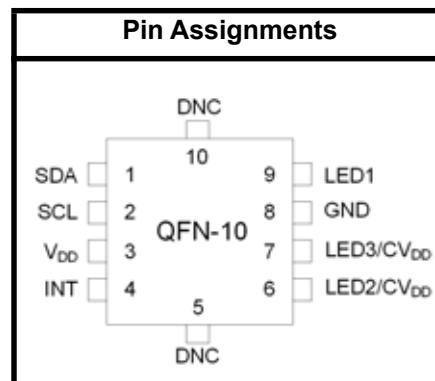 Pin Assignments
DNC
10
SDA 1 9 LED1
SCL 2 8 GND
QFN-10
VDD 3 7 LED3/CVDD
INT 4 6 LED2/CVDD
5
DNC